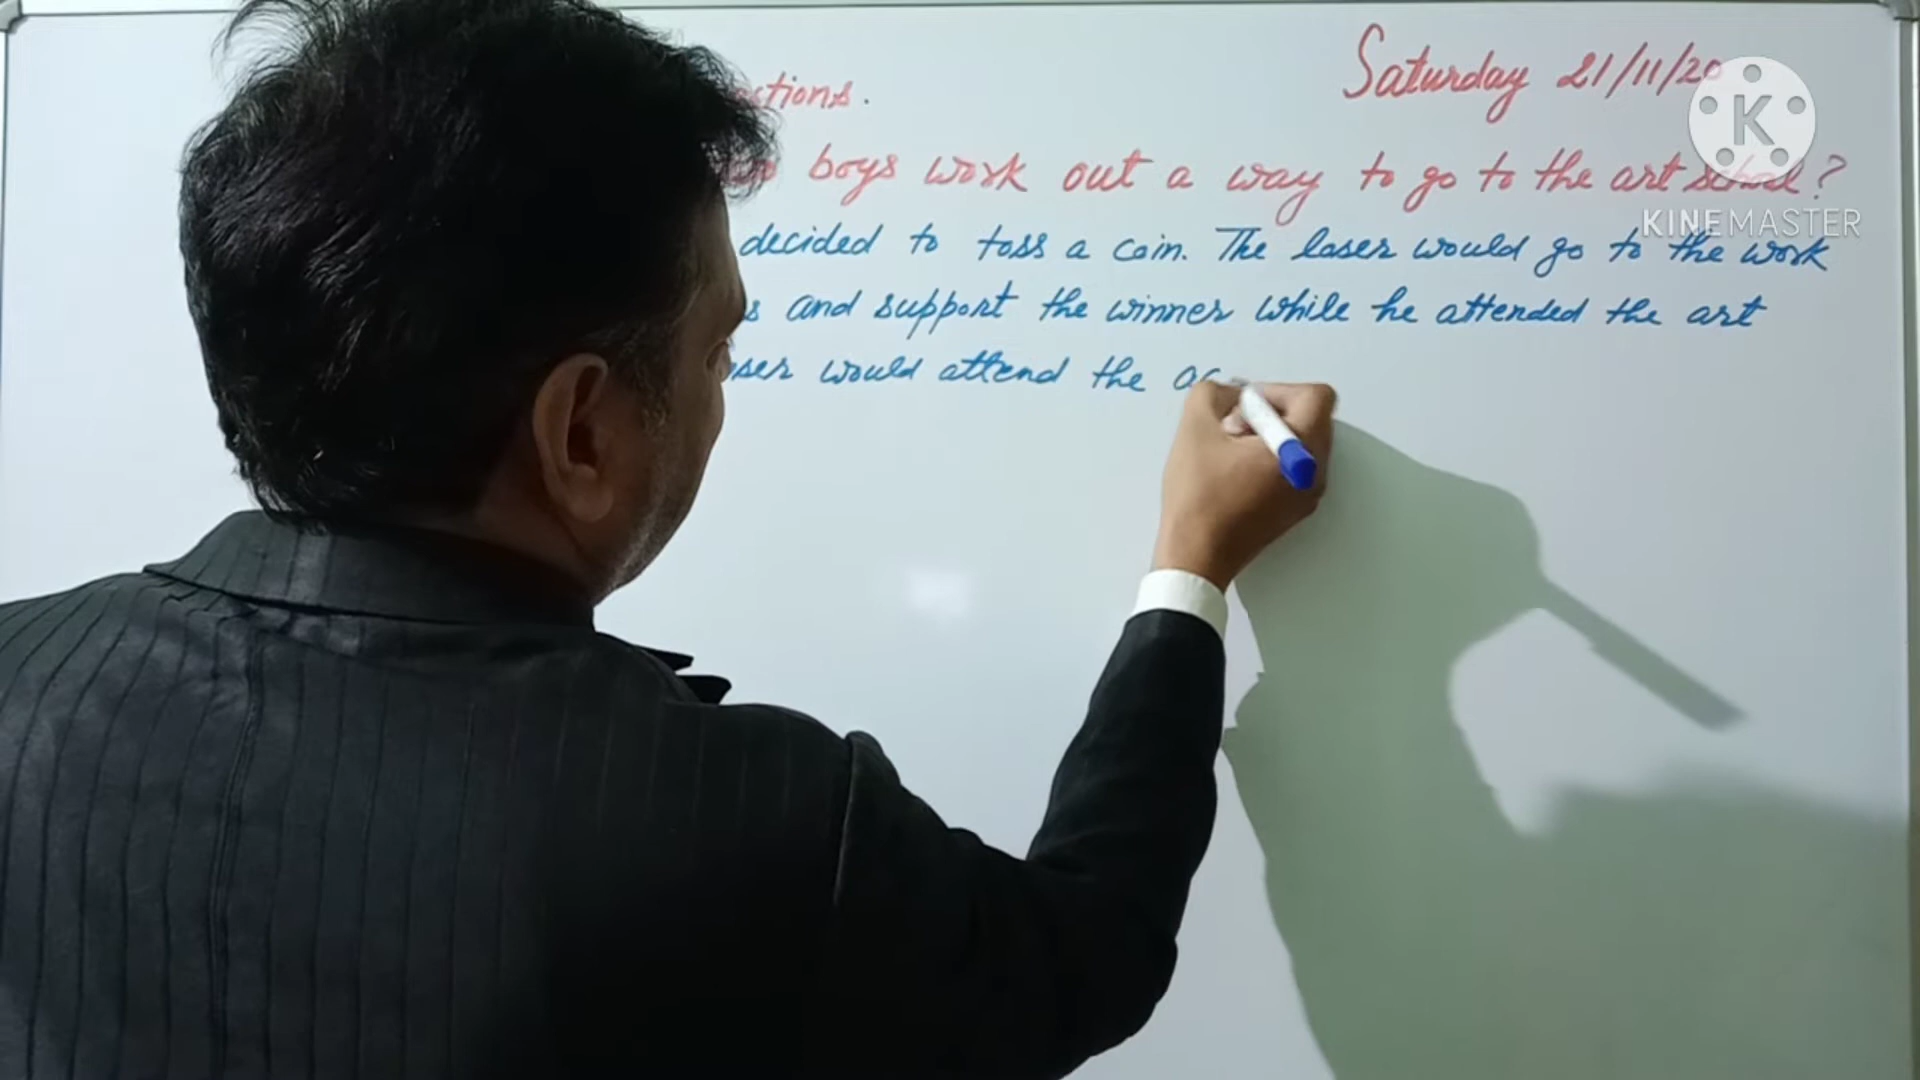 Saturday 21/11/20
boys work out a way to go to the art school?
decided to toss a coin. The loser would go to the work
and support the winner while he attended the art
would attend the
KINEMASTER